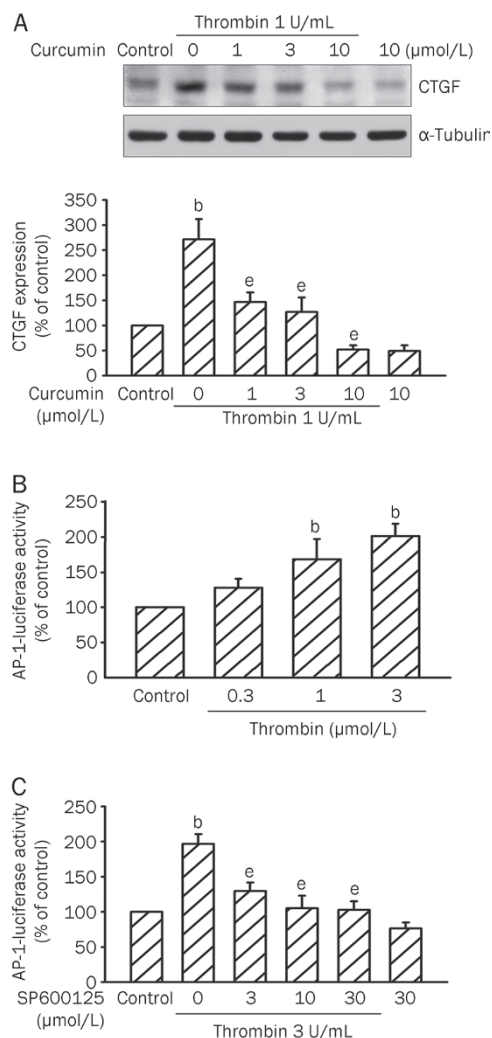 A
Thrombin 1 U/mL
Curcumin Control 0 1 3 10 10 (μmol/L)
CTGF
α-Tubulin
CTGF expression
(% of control)
350
300
250
200
150
100
50
0
b
e
e
e
Curcumin Control 0 1 3 10 10
(μmol/L)
Thrombin 1 U/mL
B
AP-1-luciferase activity
(% of control)
250
200
150
100
50
0
b
b
Control 0.3 1 3
Thrombin (μmol/L)
C
AP-1-luciferase activity
(% of control)
250
200
150
100
50
0
b
e
e
e
SP600125 Control 0 3 10 30 30
(μmol/L)
Thrombin 3 U/mL